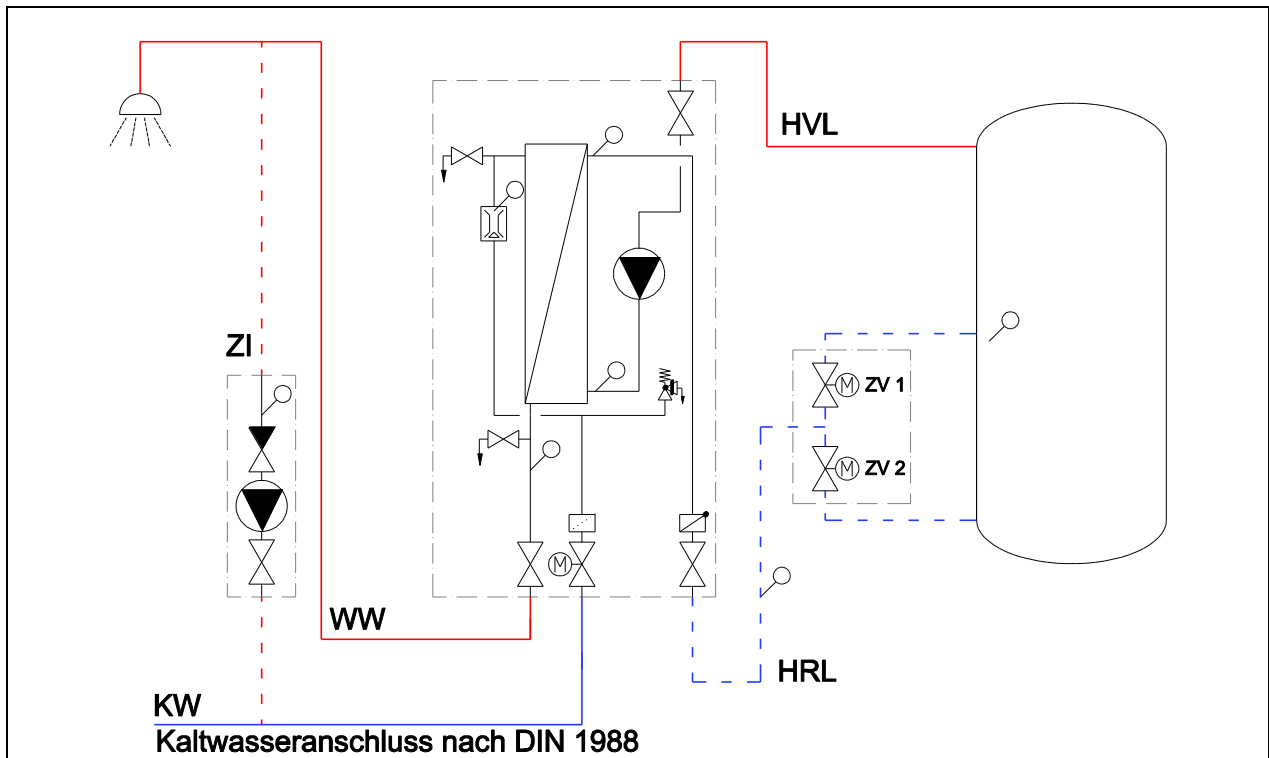 HVL
ZI
M ZV 1
M ZV 2
M
WW
HRL
KW
Kaltwasseranschluss nach DIN 1988